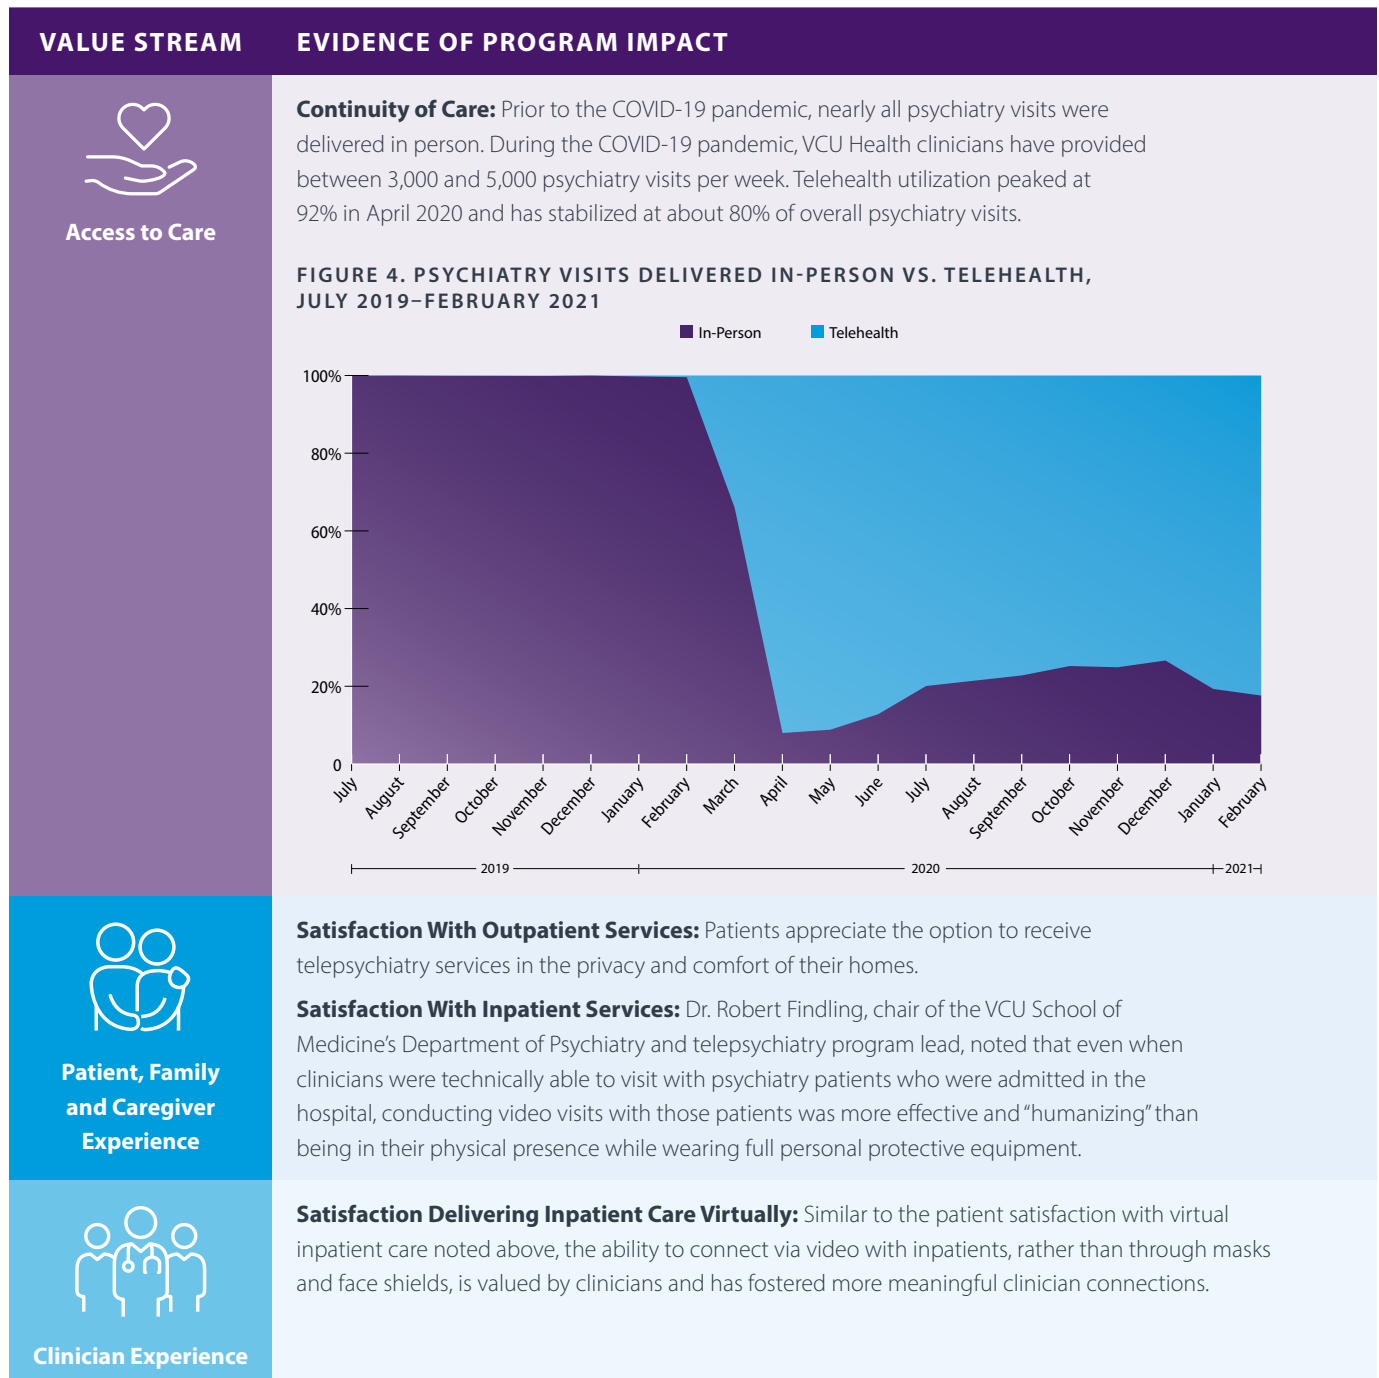 VALUE STREAM
EVIDENCE OF PROGRAM IMPACT
Access to Care
Continuity of Care: Prior to the COVID-19 pandemic, nearly all psychiatry visits were
delivered in person. During the COVID-19 pandemic, VCU Health clinicians have provided
between 3,000 and 5,000 psychiatry visits per week. Telehealth utilization peaked at
92% in April 2020 and has stabilized at about 80% of overall psychiatry visits.
FIGURE 4. PSYCHIATRY VISITS DELIVERED IN-PERSON VS. TELEHEALTH,
JULY 2019–FEBRUARY 2021
In-Person
Telehealth
100%
80%
60%
40%
20%
0
July
August
September
October
November
December
January
February
March
April
May
June
July
August
September
October
November
December
January
February
2019
2020
2021
Patient, Family
and Caregiver
Experience
Satisfaction With Outpatient Services: Patients appreciate the option to receive
telepsychiatry services in the privacy and comfort of their homes.
Satisfaction With Inpatient Services: Dr. Robert Findling, chair of the VCU School of
Medicine’s Department of Psychiatry and telepsychiatry program lead, noted that even when
clinicians were technically able to visit with psychiatry patients who were admitted in the
hospital, conducting video visits with those patients was more effective and “humanizing” than
being in their physical presence while wearing full personal protective equipment.
Clinician Experience
Satisfaction Delivering Inpatient Care Virtually: Similar to the patient satisfaction with virtual
inpatient care noted above, the ability to connect via video with inpatients, rather than through masks
and face shields, is valued by clinicians and has fostered more meaningful clinician connections.